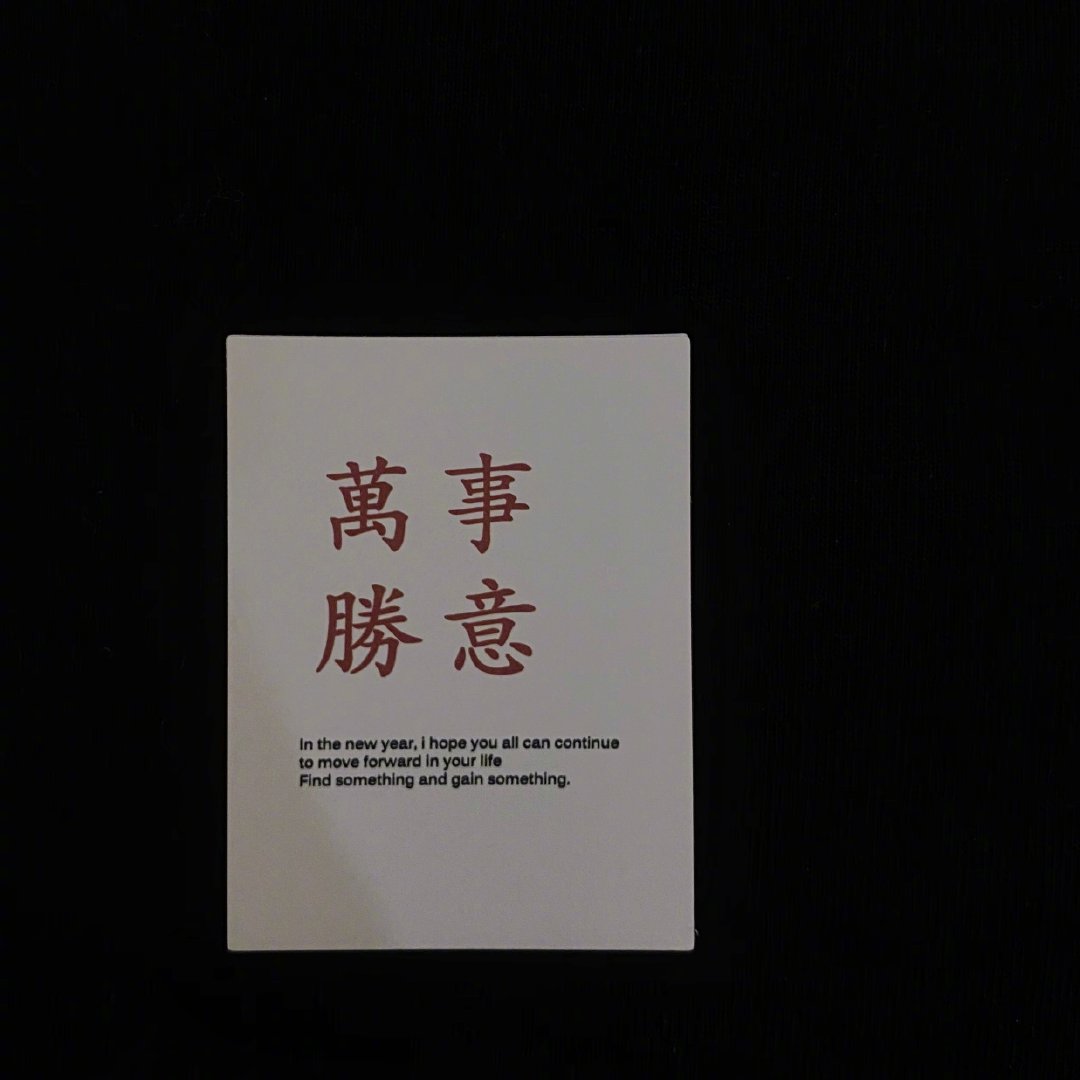 萬事
勝意
In the new year, i hope you all can continue
to move forward in your life
Find something and gain something.